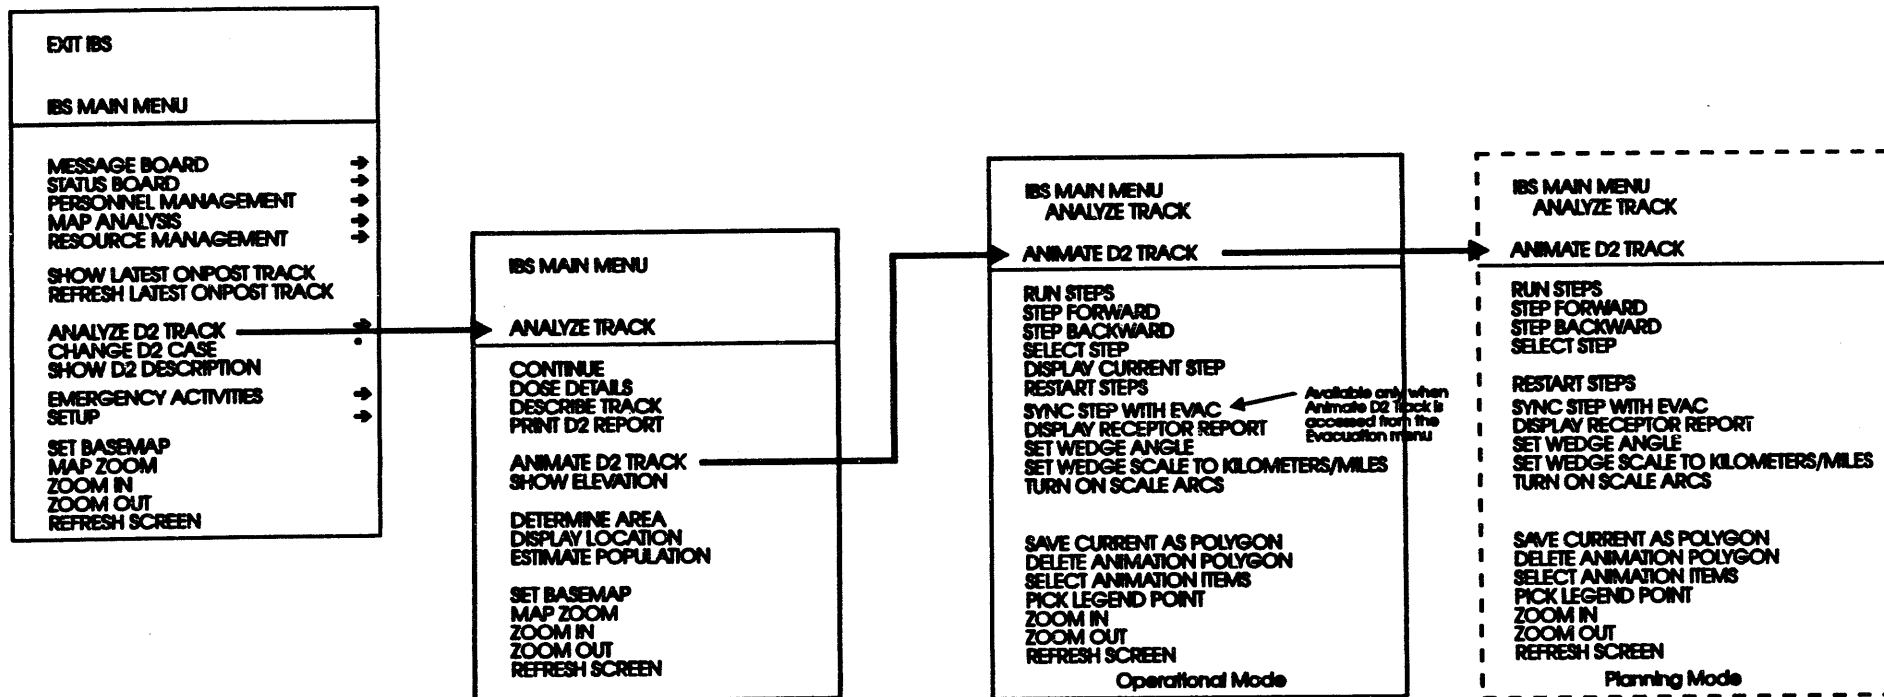 EXIT IBS
IBS MAIN MENU
MESSAGE BOARD
STATUS BOARD
PERSONNEL MANAGEMENT
MAP ANALYSIS
RESOURCE MANAGEMENT
SHOW LATEST ONPOST TRACK
REFRESH LATEST ONPOST TRACK
ANALYZE D2 TRACK
CHANGE D2 CASE
SHOW D2 DESCRIPTION
EMERGENCY ACTIVITIES
SETUP
SET BASEMAP
MAP ZOOM
ZOOM IN
ZOOM OUT
REFRESH SCREEN
IBS MAIN MENU
ANALYZE TRACK
CONTINUE
DOSE DETAILS
DESCRIBE TRACK
PRINT D2 REPORT
ANIMATE D2 TRACK
SHOW ELEVATION
DETERMINE AREA
DISPLAY LOCATION
ESTIMATE POPULATION
SET BASEMAP
MAP ZOOM
ZOOM IN
ZOOM OUT
REFRESH SCREEN
IBS MAIN MENU
ANALYZE TRACK
ANIMATE D2 TRACK
RUN STEPS
STEP FORWARD
STEP BACKWARD
SELECT STEP
DISPLAY CURRENT STEP
RESTART STEPS
SYNC STEP WITH EVAC
DISPLAY RECEPTOR REPORT
SET WEDGE ANGLE
SET WEDGE SCALE TO KILOMETERS/MILES
TURN ON SCALE ARCS
SAVE CURRENT AS POLYGON
DELETE ANIMATION POLYGON
SELECT ANIMATION ITEMS
PICK LEGEND POINT
ZOOM IN
ZOOM OUT
REFRESH SCREEN
Operational Mode
Available only when
Animate D2 Track is
accessed from the
Evacuation menu
IBS MAIN MENU
ANALYZE TRACK
ANIMATE D2 TRACK
RUN STEPS
STEP FORWARD
STEP BACKWARD
SELECT STEP
RESTART STEPS
SYNC STEP WITH EVAC
DISPLAY RECEPTOR REPORT
SET WEDGE ANGLE
SET WEDGE SCALE TO KILOMETERS/MILES
TURN ON SCALE ARCS
SAVE CURRENT AS POLYGON
DELETE ANIMATION POLYGON
SELECT ANIMATION ITEMS
PICK LEGEND POINT
ZOOM IN
ZOOM OUT
REFRESH SCREEN
Planning Mode